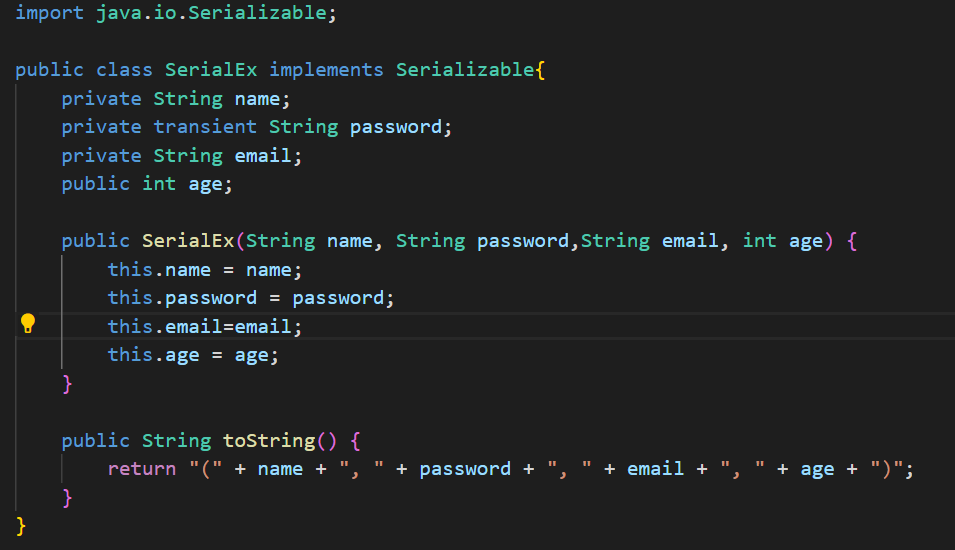 import java.io.Serializable;
public class SerialEx implements Serializable{
private String name;
private transient String password;
private String email;
public int age;
public SerialEx(String name, String password,String email, int age) {
this.name = name;
this.password = password;
this.email=email;
this.age = age;
}
public String toString() {
return "(" + name + ", " + password + ", " + email + ", " + age + ")";
}
}